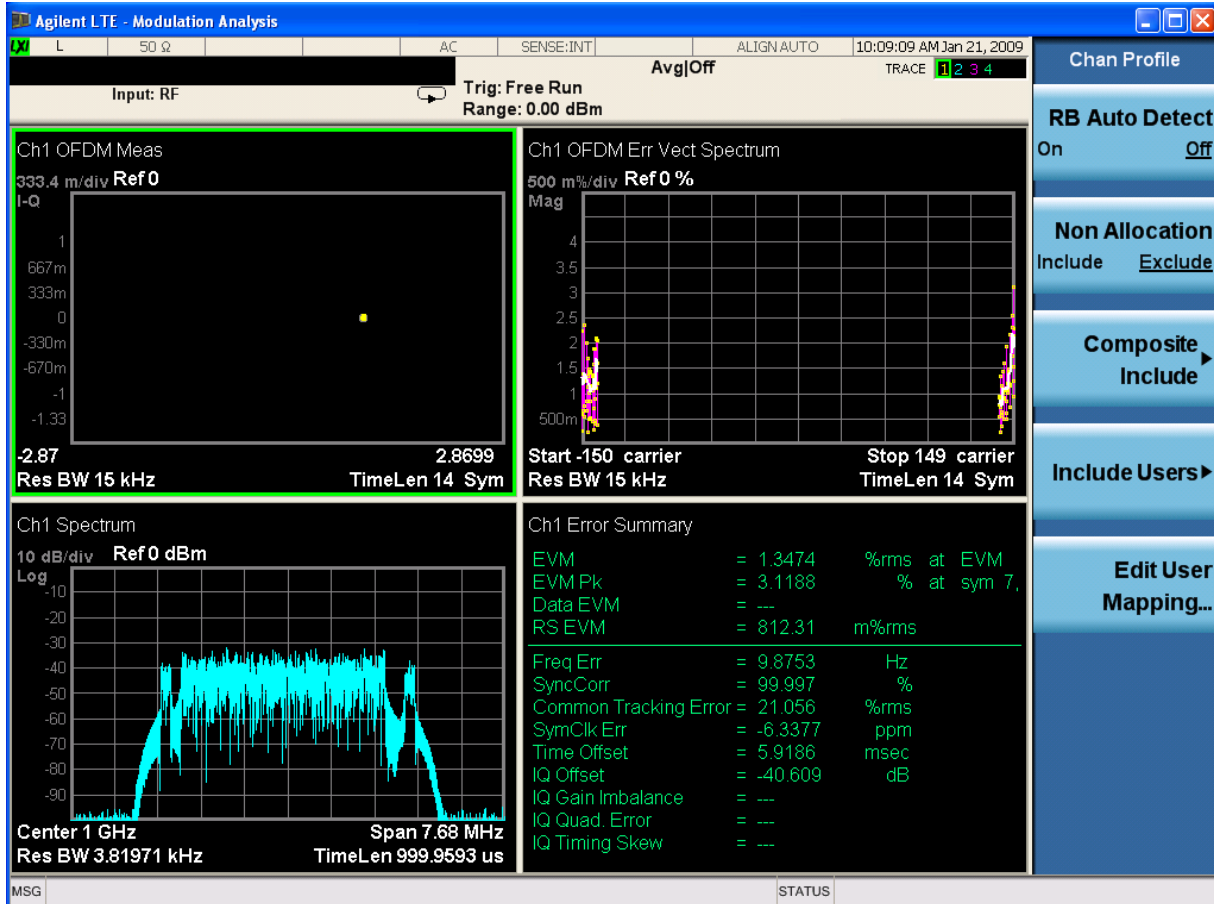 Agilent LTE - Modulation Analysis
LXI L 50 Ω AC SENSE:INT ALIGN AUTO 10:09:09 AM Jan 21, 2009
Avg|Off TRACE 1 2 3 4
Input: RF Trig: Free Run
Range: 0.00 dBm
Ch1 OFDM Meas
333.4 m/div Ref 0
I-Q
1
667m
333m
0
-330m
-670m
-1
-1.33
-2.87 2.8699
Res BW 15 kHz TimeLen 14 Sym
Ch1 OFDM Err Vect Spectrum
500 m%/div Ref 0 %
Mag
4
3.5
3
2.5
2
1.5
1
500m
Start -150 carrier Stop 149 carrier
Res BW 15 kHz TimeLen 14 Sym
Ch1 Spectrum
10 dB/div Ref 0 dBm
Log
-10
-20
-30
-40
-50
-60
-70
-80
-90
Center 1 GHz Span 7.68 MHz
Res BW 3.81971 kHz TimeLen 999.9593 us
Ch1 Error Summary
EVM = 1.3474 %rms at EVM
EVM Pk = 3.1188 % at sym 7,
Data EVM = ---
RS EVM = 812.31 m%rms
Freq Err = 9.8753 Hz
SyncCorr = 99.997 %
Common Tracking Error = 21.056 %rms
SymClk Err = -6.3377 ppm
Time Offset = 5.9186 msec
IQ Offset = -40.609 dB
IQ Gain Imbalance = ---
IQ Quad. Error = ---
IQ Timing Skew = ---
Chan Profile
RB Auto Detect
On Off
Non Allocation
Include Exclude
Composite
Include
Include Users
Edit User
Mapping...
MSG STATUS